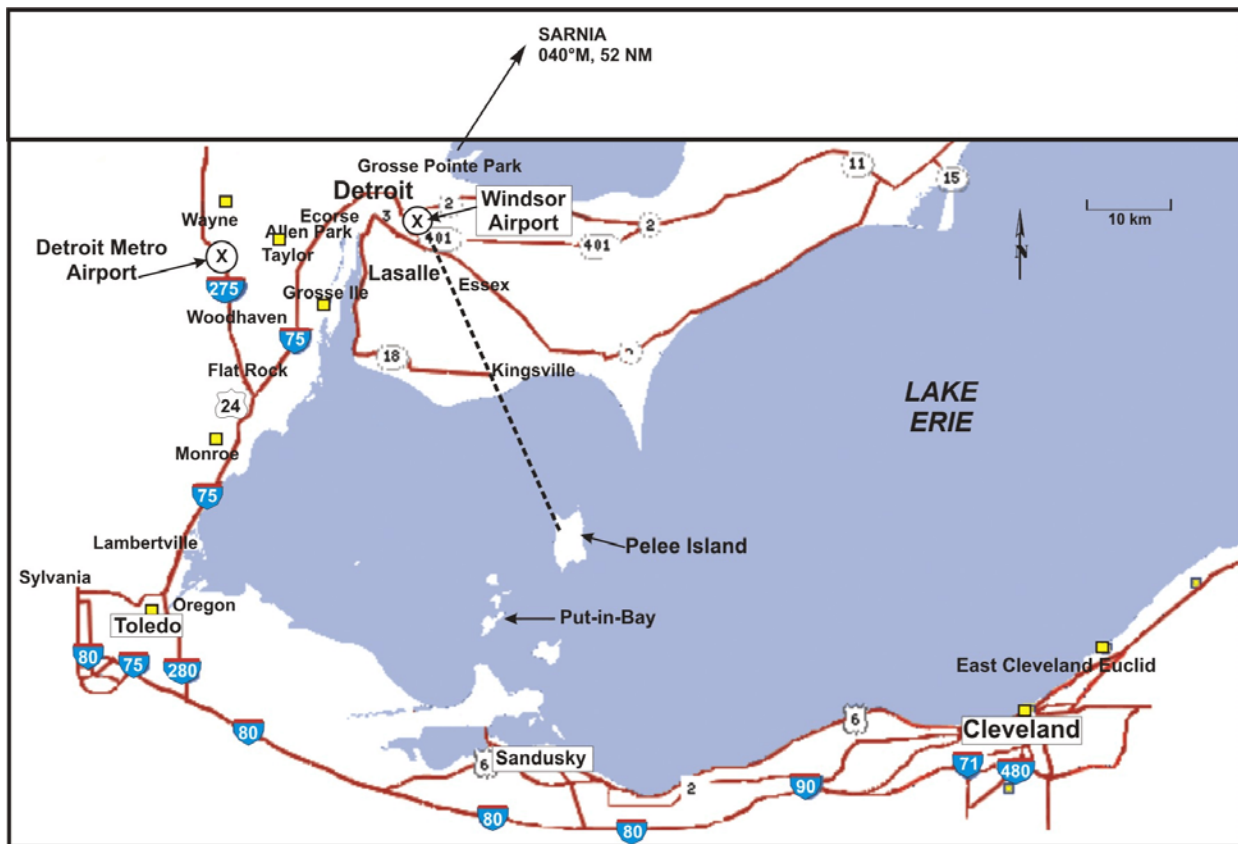 SARNIA
040°M, 52 NM
Grosse Pointe Park
11
15
Detroit
2
Windsor
Airport
10 km
Wayne
Ecorse
3
2
Allen Park
401
401
N
Detroit Metro
Airport
Taylor
Lasalle
Essex
275
Grosse Ile
Woodhaven
75
18
Flat Rock
Kingsville
24
LAKE
ERIE
Monroe
75
Lambertville
Pelee Island
Sylvania
Oregon
Toledo
Put-in-Bay
80
75
280
East Cleveland Euclid
80
6
Cleveland
Sandusky
6
71
480
2
90
80
80